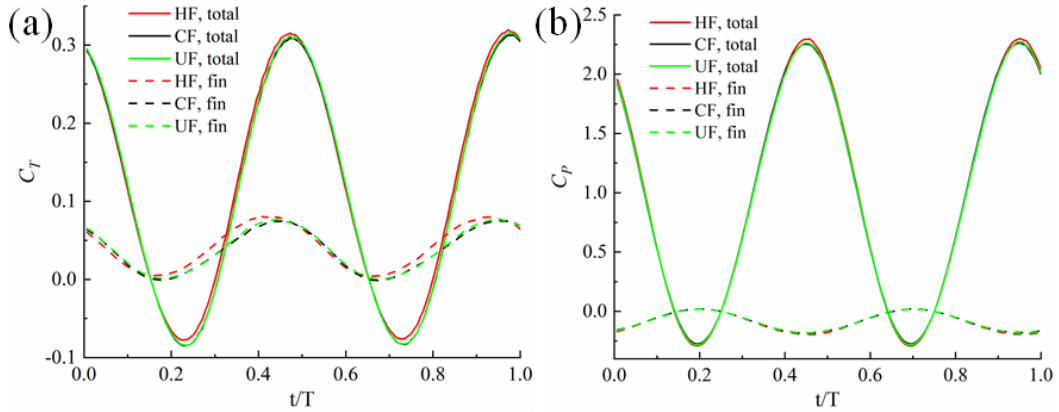 (a)
HF, total
CF, total
UF, total
HF, fin
CF, fin
UF, fin
0.3
0.2
0.1
0.0
-0.1
C_T
0.0 0.2 0.4 0.6 0.8 1.0
t/T
(b)
HF, total
CF, total
UF, total
HF, fin
CF, fin
UF, fin
2.5
2.0
1.5
1.0
0.5
0.0
C_P
0.0 0.2 0.4 0.6 0.8 1.0
t/T